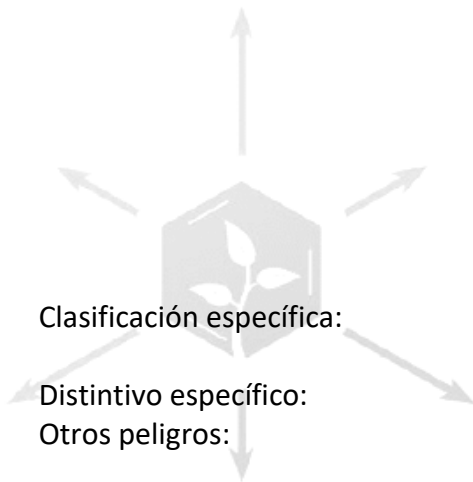 Clasificación específica:
Distintivo específico:
Otros peligros: